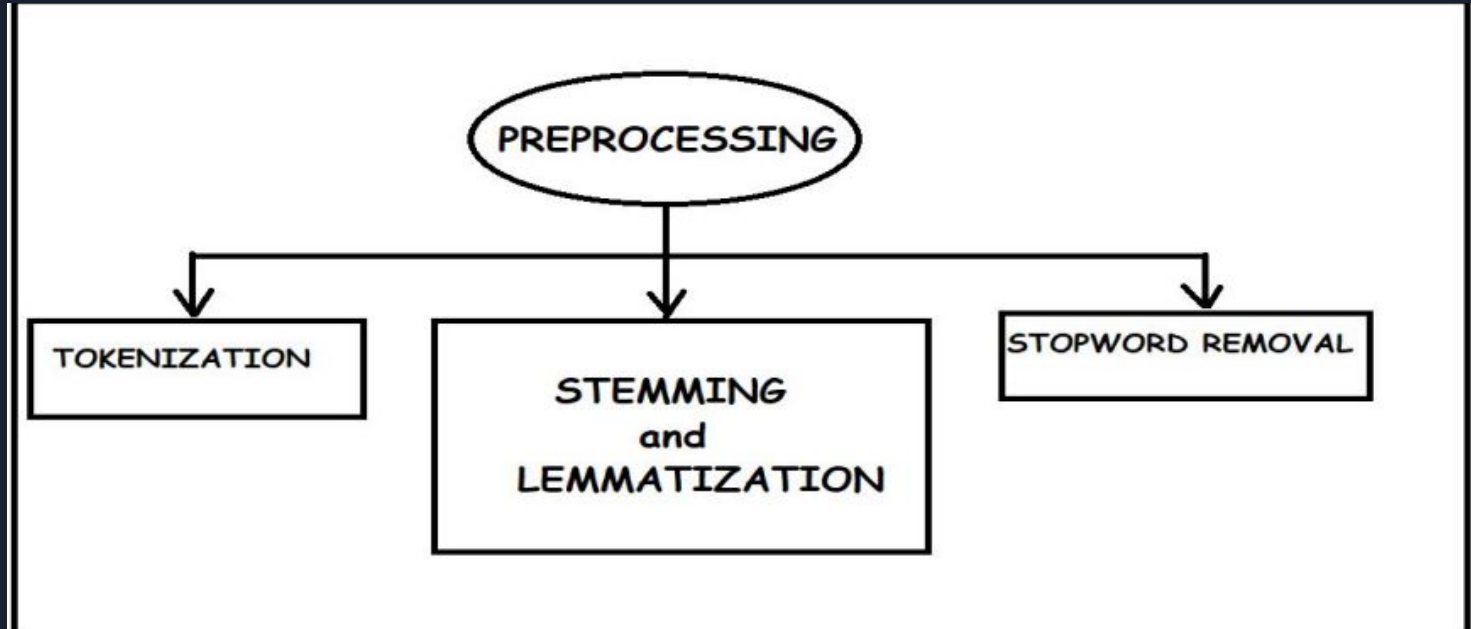 PREPROCESSING
TOKENIZATION
STEMMING
and
LEMMATIZATION
STOPWORD REMOVAL